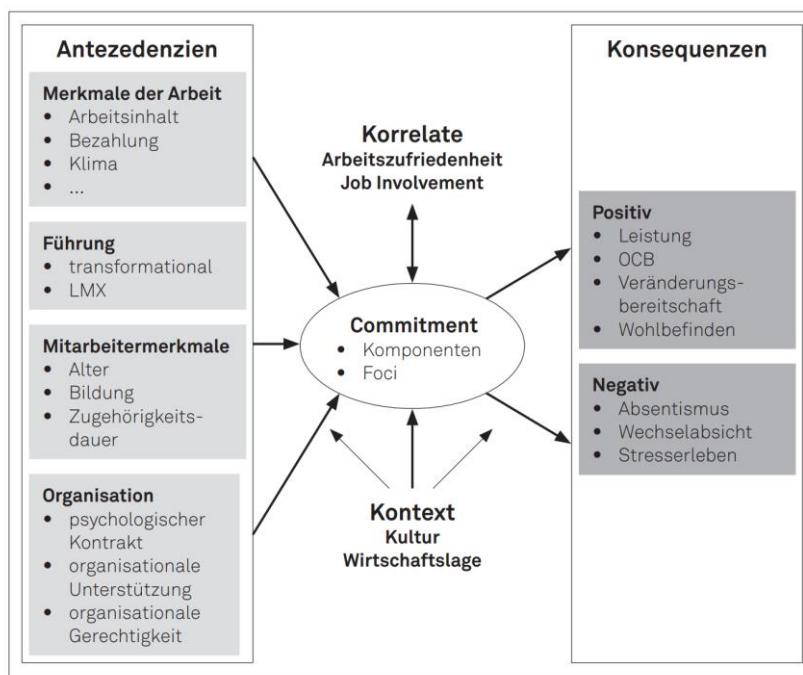 Antezedenzien
Merkmale der Arbeit
• Arbeitsinhalt
• Bezahlung
• Klima
• ...
Führung
• transformational
• LMX
Mitarbeitermerkmale
• Alter
• Bildung
• Zugehörigkeits-
dauer
Organisation
• psychologischer
Kontrakt
• organisationale
Unterstützung
• organisationale
Gerechtigkeit
Korrelate
Arbeitszufriedenheit
Job Involvement
Commitment
• Komponenten
• Foci
Kontext
Kultur
Wirtschaftslage
Konsequenzen
Positiv
• Leistung
• OCB
• Veränderungs-
bereitschaft
• Wohlbefinden
Negativ
• Absentismus
• Wechselabsicht
• Stresserleben